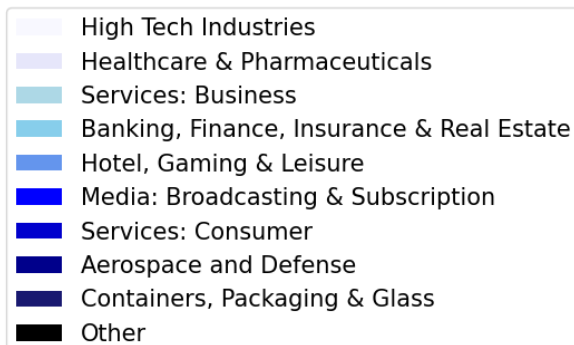 High Tech Industries
Healthcare & Pharmaceuticals
Services: Business
Banking, Finance, Insurance & Real Estate
Hotel, Gaming & Leisure
Media: Broadcasting & Subscription
Services: Consumer
Aerospace and Defense
Containers, Packaging & Glass
Other